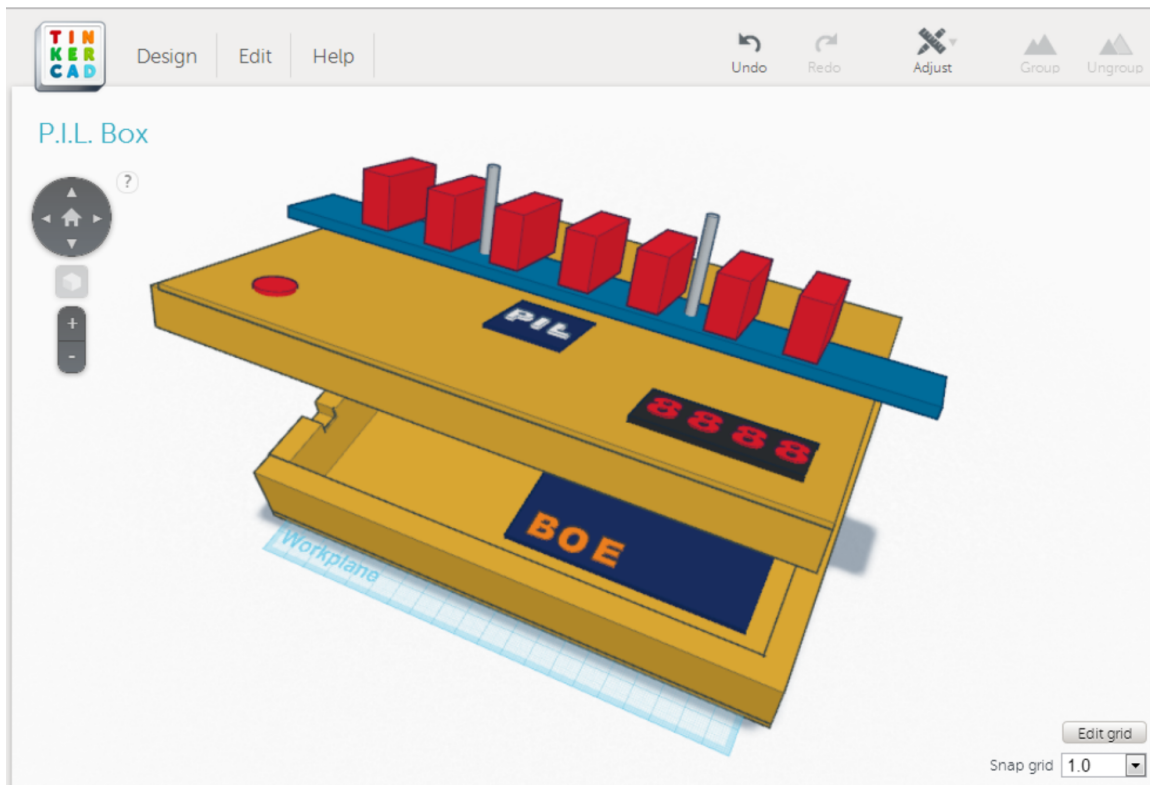 TIN
KER
CAD
Design Edit Help
Undo Redo Adjust Group Ungroup
P.I.L. Box
?
+
-
PIL
8888
BOE
Workplane
Edit grid
Snap grid 1.0